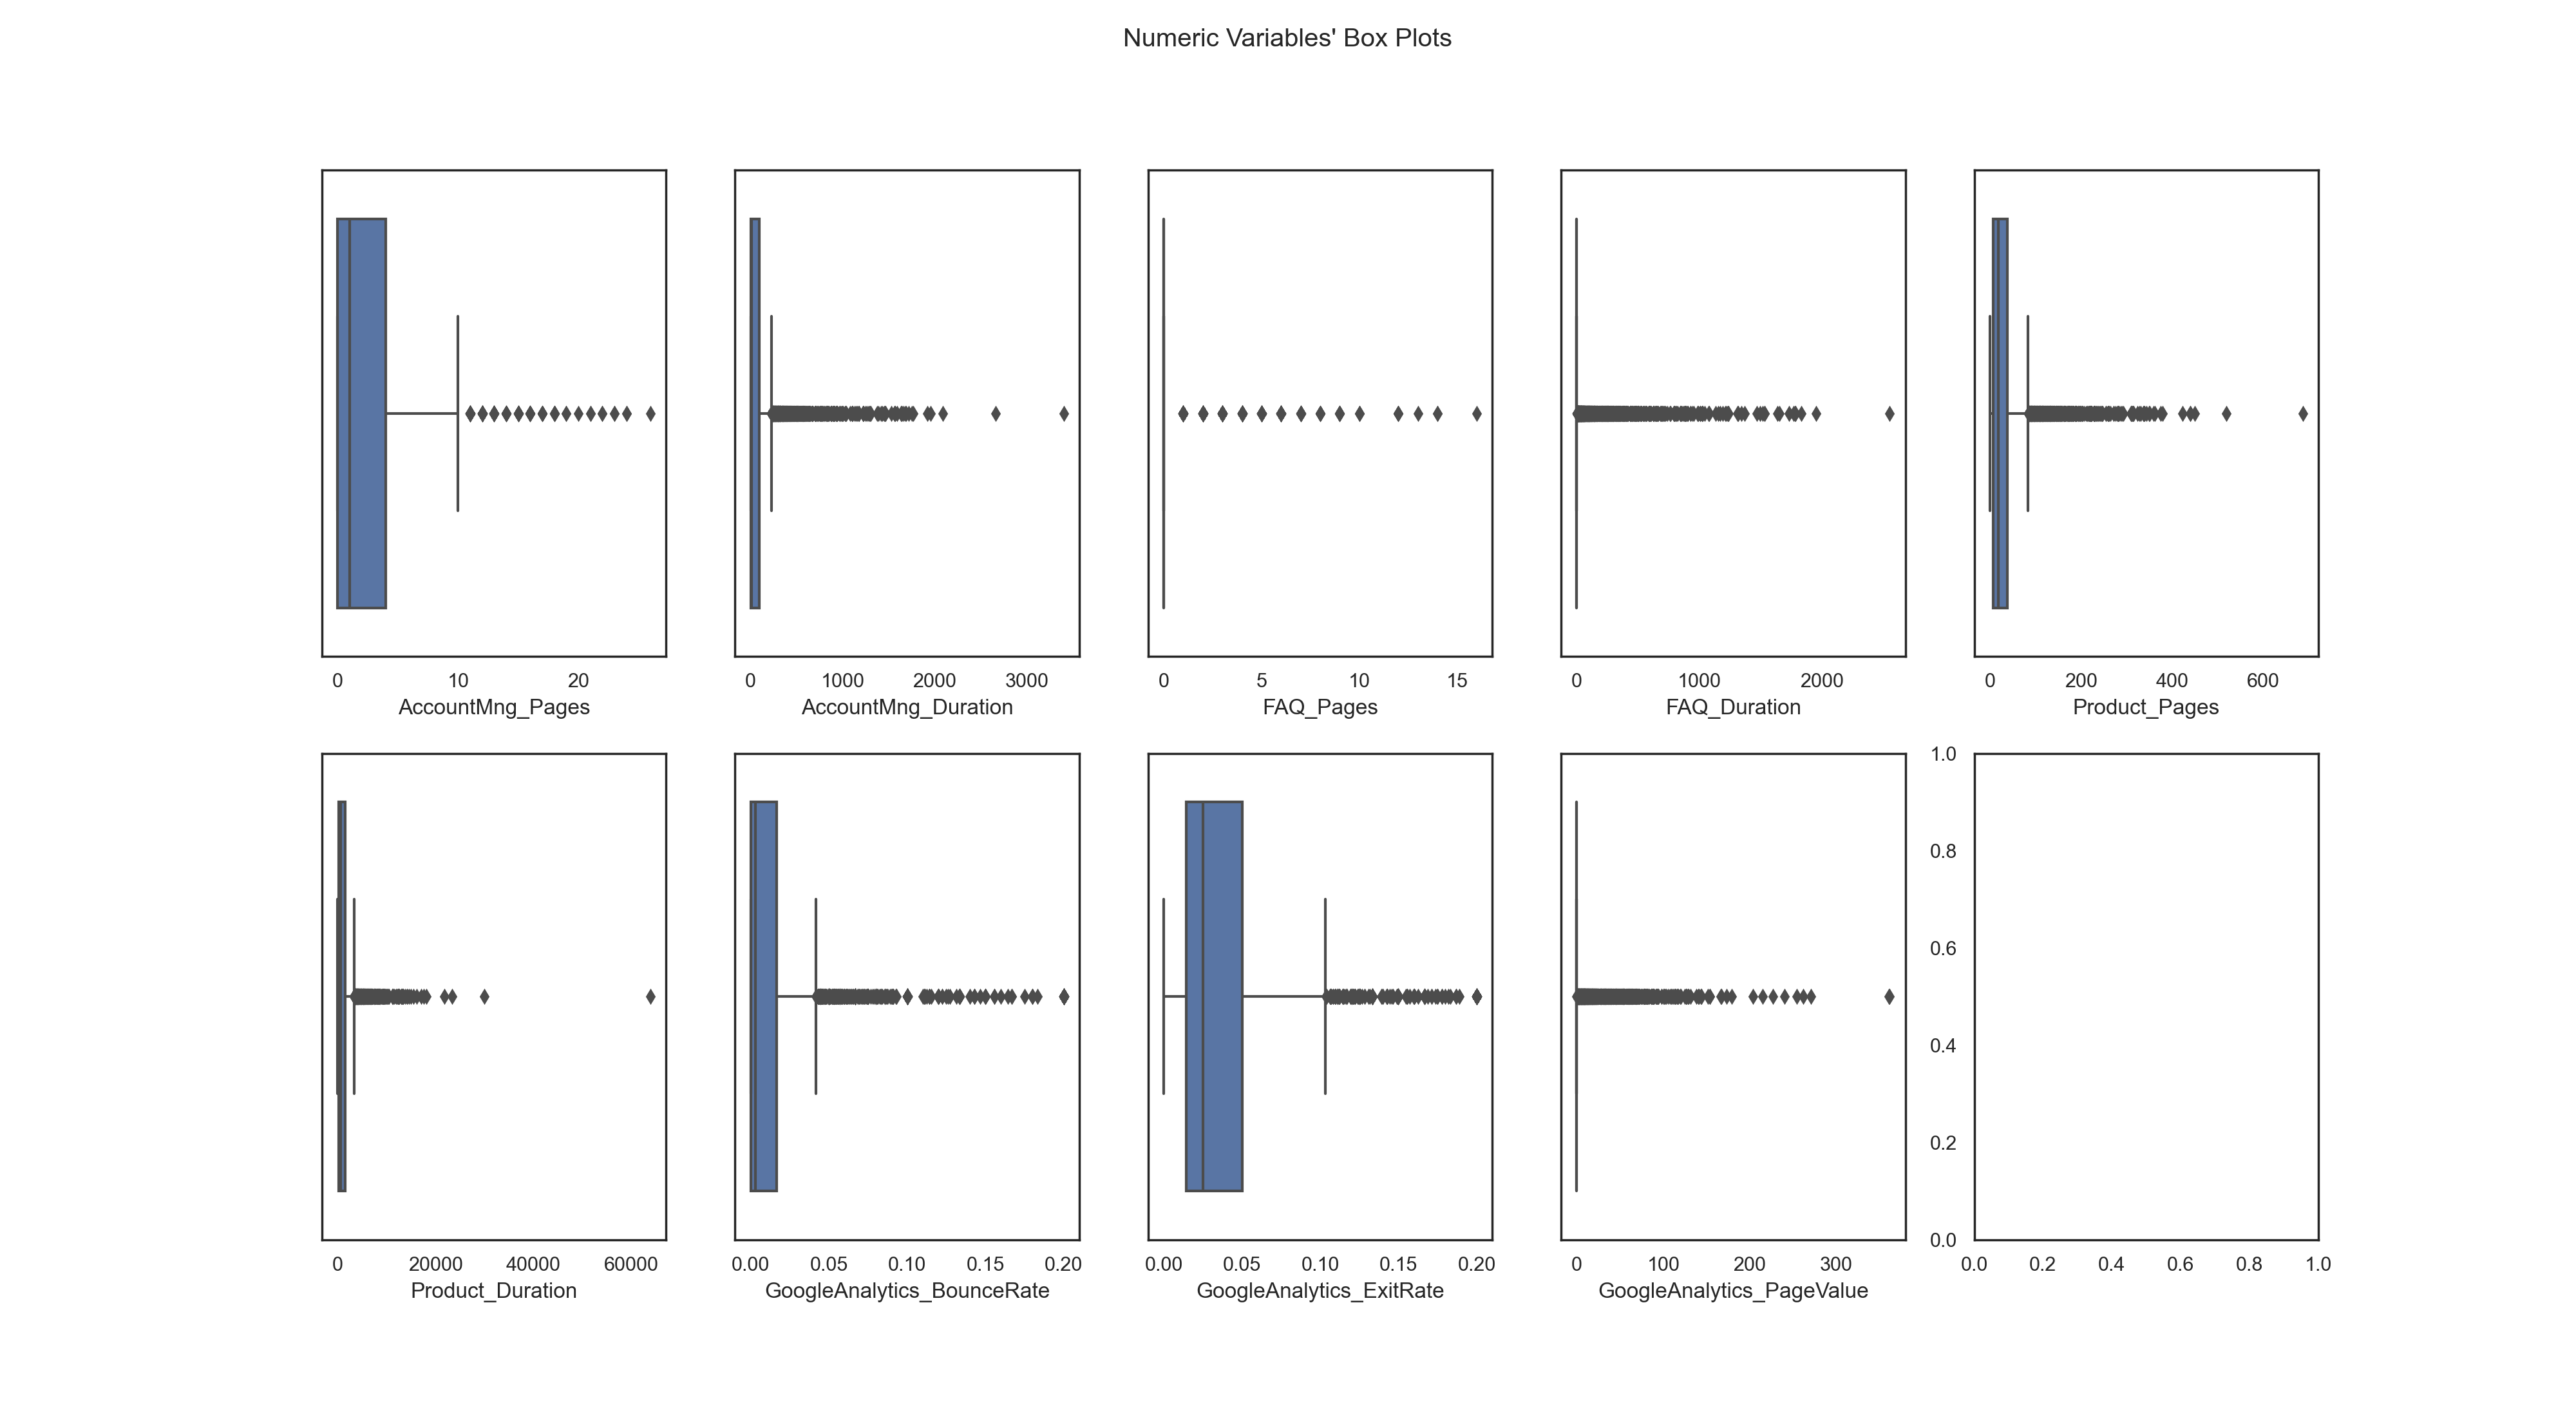 Numeric Variables' Box Plots
0 10 20
AccountMng_Pages
0 1000 2000 3000
AccountMng_Duration
0 5 10 15
FAQ_Pages
0 1000 2000
FAQ_Duration
0 200 400 600
Product_Pages
0 20000 40000 60000
Product_Duration
0.00 0.05 0.10 0.15 0.20
GoogleAnalytics_BounceRate
0.00 0.05 0.10 0.15 0.20
GoogleAnalytics_ExitRate
0 100 200 300
GoogleAnalytics_PageValue
1.0
0.8
0.6
0.4
0.2
0.0
0.0 0.2 0.4 0.6 0.8 1.0